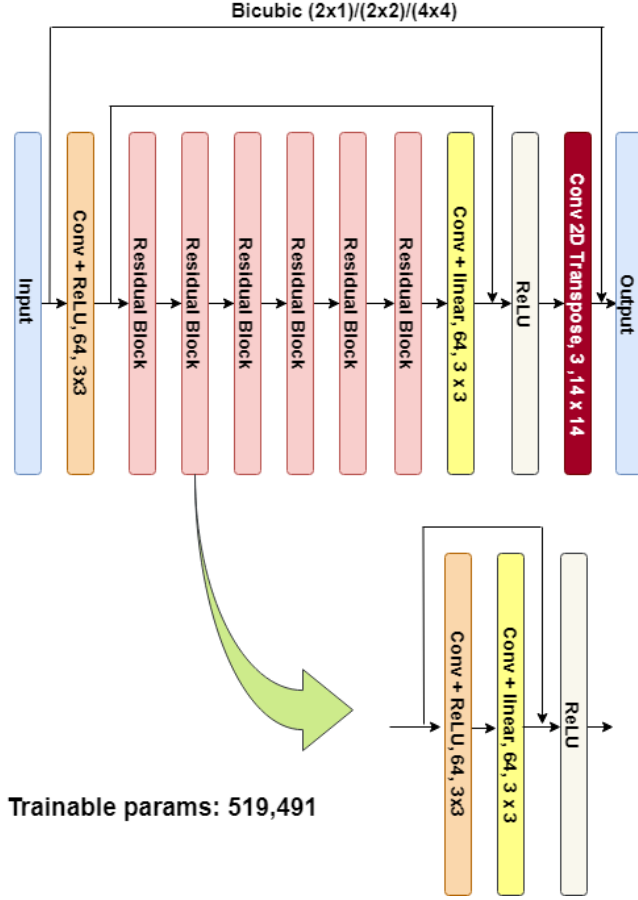 Bicubic (2x1)/(2x2)/(4x4)
Input
Conv + ReLU, 64, 3x3
Residual Block
Residual Block
Residual Block
Residual Block
Residual Block
Residual Block
Conv + linear, 64, 3 x 3
ReLU
Conv 2D Transpose, 3 ,14 x 14
Output
Conv + ReLU, 64, 3x3
Conv + linear, 64, 3 x 3
ReLU
Trainable params: 519,491